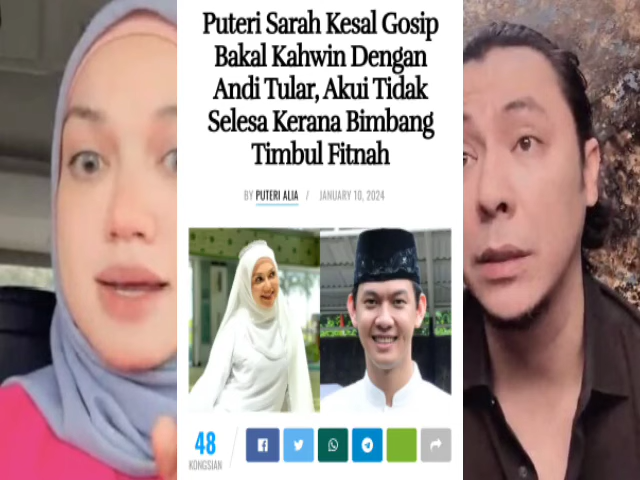 Puteri Sarah Kesal Gosip
Bakal Kahwin Dengan
Andi Tular, Akui Tidak
Selesa Kerana Bimbang
Timbul Fitnah
BY PUTERI ALIA / JANUARY 10, 2024
48
KONGSIAN